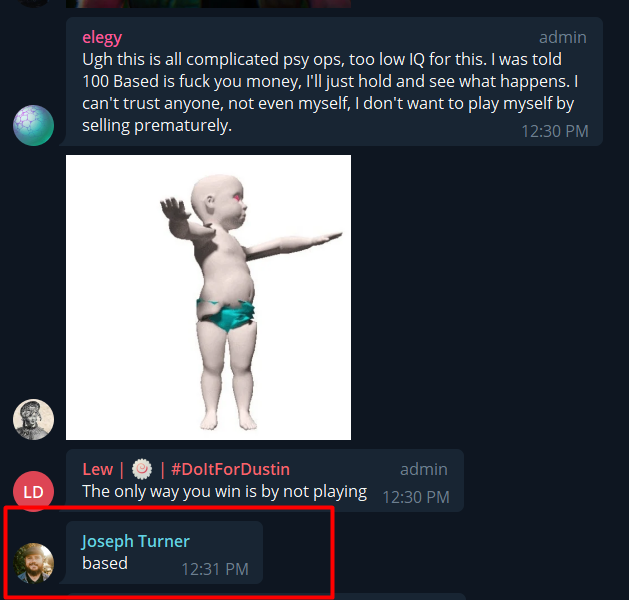 elegy admin
Ugh this is all complicated psy ops, too low IQ for this. I was told
100 Based is fuck you money, I'll just hold and see what happens. I
can't trust anyone, not even myself, I don't want to play myself by
selling prematurely.
12:30 PM
Lew | 🍥 | #DoItForDustin admin
LD
The only way you win is by not playing 12:30 PM
Joseph Turner
based 12:31 PM